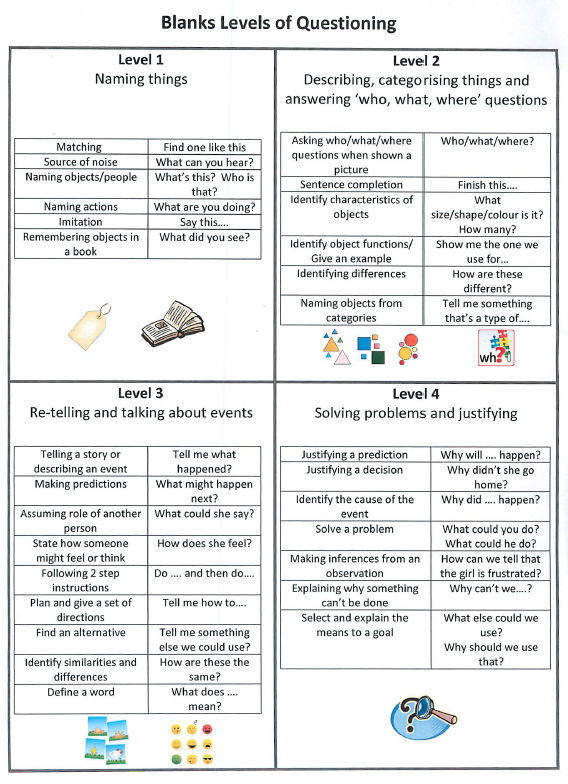 Blanks Levels of Questioning
Level 1
Naming things
Matching
Find one like this
Source of noise
What can you hear?
Naming objects/people
What's this? Who is
that?
Naming actions
What are you doing?
Imitation
Say this....
Remembering objects in
a book
What did you see?
Level 2
Describing, categorising things and
answering 'who, what, where' questions
Asking who/what/where
questions when shown a
picture
Who/what/where?
Sentence completion
Finish this....
Identify characteristics of
objects
What
size/shape/colour is it?
How many?
Identify object functions/
Give an example
Show me the one we
use for...
Identifying differences
How are these
different?
Naming objects from
categories
Tell me something
that's a type of....
wh?
Level 3
Re-telling and talking about events
Telling a story or
describing an event
Tell me what
happened?
Making predictions
What might happen
next?
Assuming role of another
person
What could she say?
State how someone
might feel or think
How does she feel?
Following 2 step
instructions
Do .... and then do....
Plan and give a set of
directions
Tell me how to....
Find an alternative
Tell me something
else we could use?
Identify similarities and
differences
How are these the
same?
Define a word
What does ....
mean?
Level 4
Solving problems and justifying
Justifying a prediction
Why will .... happen?
Justifying a decision
Why didn't she go
home?
Identify the cause of the
event
Why did .... happen?
Solve a problem
What could you do?
What could he do?
Making inferences from an
observation
How can we tell that
the girl is frustrated?
Explaining why something
can't be done
Why can't we....?
Select and explain the
means to a goal
What else could we
use?
Why should we use
that?
?